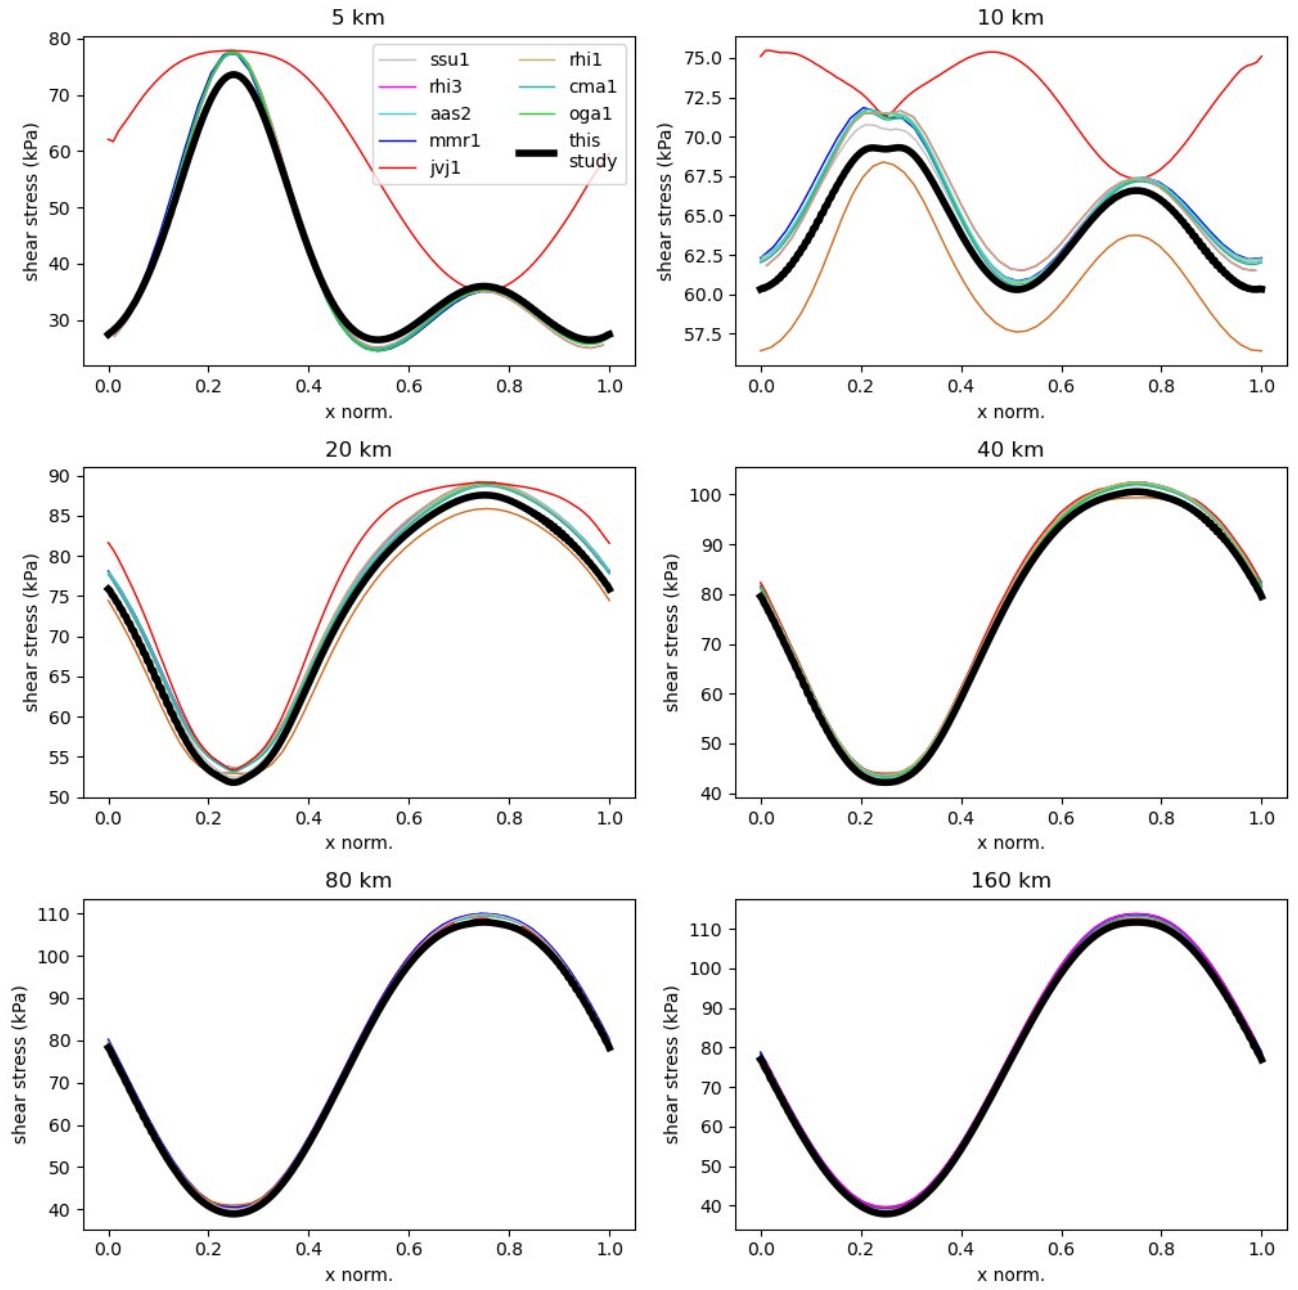 5 km
shear stress (kPa)
80
70
60
50
40
30
0.0 0.2 0.4 0.6 0.8 1.0
x norm.
ssu1
rhi3
aas2
mmr1
jvj1
rhi1
cma1
oga1
this
study
10 km
shear stress (kPa)
75.0
72.5
70.0
67.5
65.0
62.5
60.0
57.5
0.0 0.2 0.4 0.6 0.8 1.0
x norm.
20 km
shear stress (kPa)
90
85
80
75
70
65
60
55
50
0.0 0.2 0.4 0.6 0.8 1.0
x norm.
40 km
shear stress (kPa)
100
90
80
70
60
50
40
0.0 0.2 0.4 0.6 0.8 1.0
x norm.
80 km
shear stress (kPa)
110
100
90
80
70
60
50
40
0.0 0.2 0.4 0.6 0.8 1.0
x norm.
160 km
shear stress (kPa)
110
100
90
80
70
60
50
40
0.0 0.2 0.4 0.6 0.8 1.0
x norm.